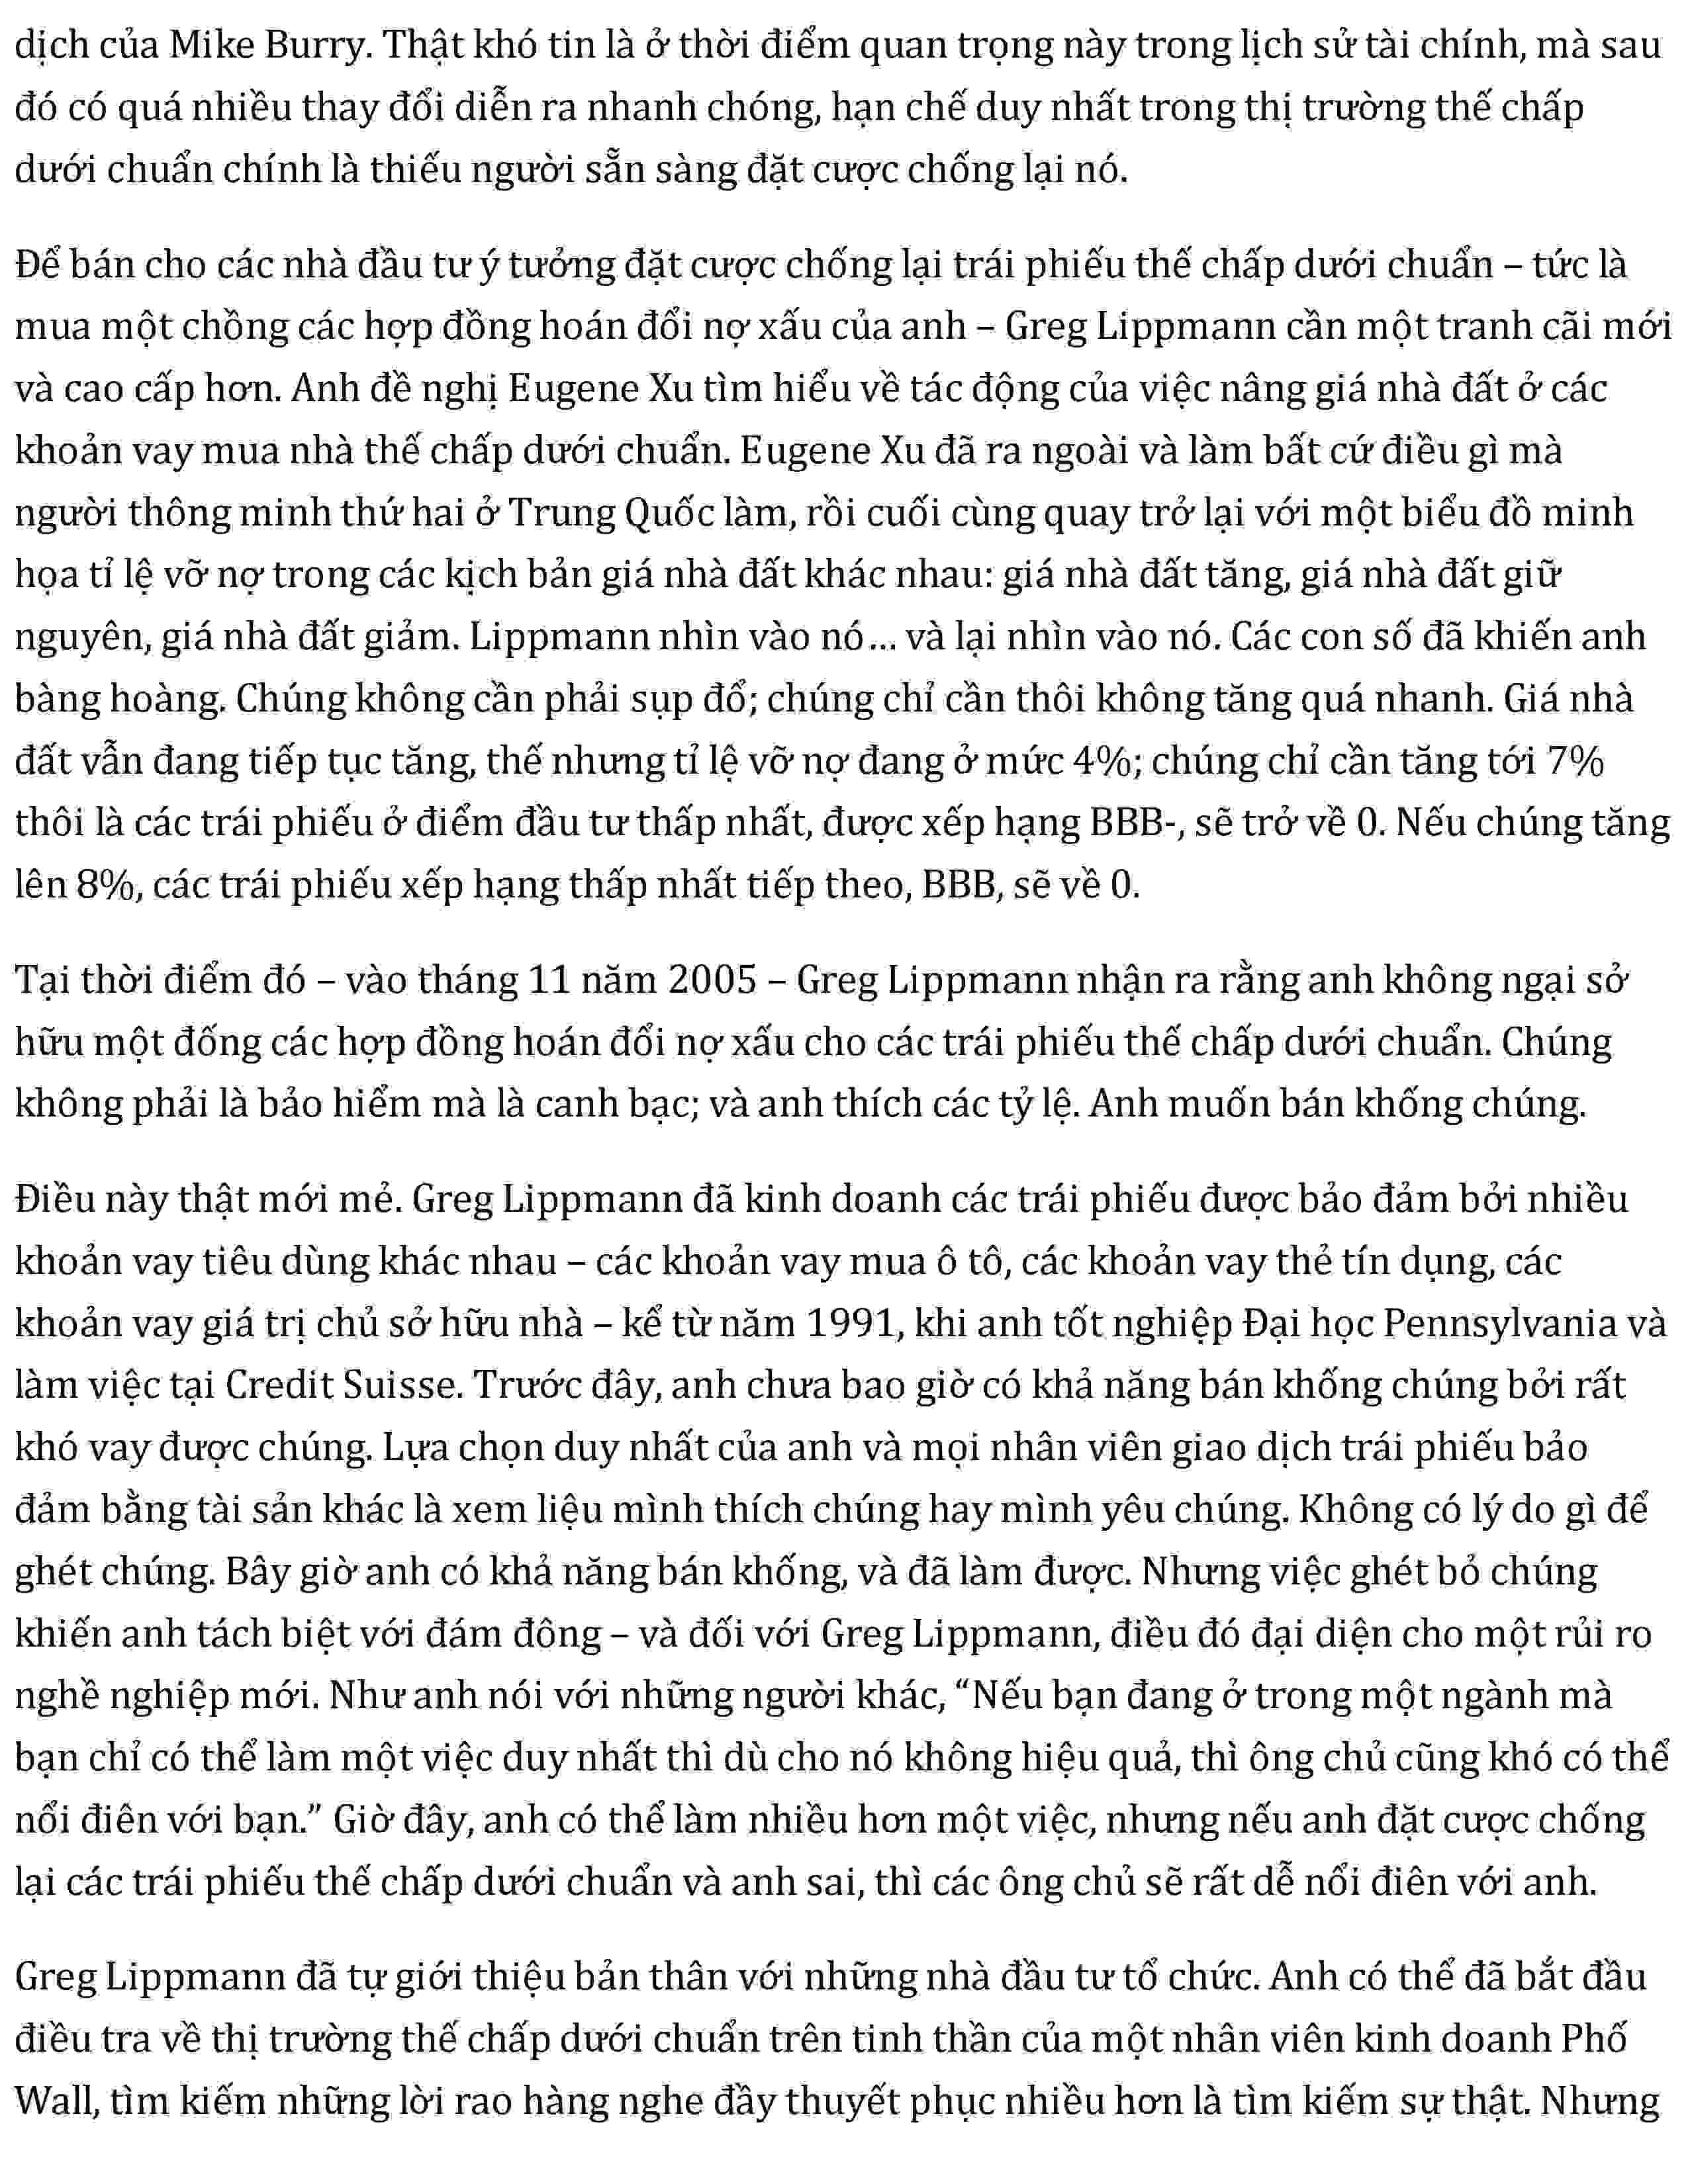 dịch của Mike Burry. Thật khó tin là ở thời điểm quan trọng này trong lịch sử tài chính, mà sau
đó có quá nhiều thay đổi diễn ra nhanh chóng, hạn chế duy nhất trong thị trường thế chấp
dưới chuẩn chính là thiếu người sẵn sàng đặt cược chống lại nó.
Để bán cho các nhà đầu tư ý tưởng đặt cược chống lại trái phiếu thế chấp dưới chuẩn – tức là
mua một chồng các hợp đồng hoán đổi nợ xấu của anh – Greg Lippmann cần một tranh cãi mới
và cao cấp hơn. Anh đề nghị Eugene Xu tìm hiểu về tác động của việc nâng giá nhà đất ở các
khoản vay mua nhà thế chấp dưới chuẩn. Eugene Xu đã ra ngoài và làm bất cứ điều gì mà
người thông minh thứ hai ở Trung Quốc làm, rồi cuối cùng quay trở lại với một biểu đồ minh
họa tỉ lệ vỡ nợ trong các kịch bản giá nhà đất khác nhau: giá nhà đất tăng, giá nhà đất giữ
nguyên, giá nhà đất giảm. Lippmann nhìn vào nó... và lại nhìn vào nó. Các con số đã khiến anh
bàng hoàng. Chúng không cần phải sụp đổ; chúng chỉ cần thôi không tăng quá nhanh. Giá nhà
đất vẫn đang tiếp tục tăng, thế nhưng tỉ lệ vỡ nợ đang ở mức 4%; chúng chỉ cần tăng tới 7%
thôi là các trái phiếu ở điểm đầu tư thấp nhất, được xếp hạng BBB-, sẽ trở về 0. Nếu chúng tăng
lên 8%, các trái phiếu xếp hạng thấp nhất tiếp theo, BBB, sẽ về 0.
Tại thời điểm đó – vào tháng 11 năm 2005 – Greg Lippmann nhận ra rằng anh không ngại sở
hữu một đống các hợp đồng hoán đổi nợ xấu cho các trái phiếu thế chấp dưới chuẩn. Chúng
không phải là bảo hiểm mà là canh bạc; và anh thích các tỷ lệ. Anh muốn bán khống chúng.
Điều này thật mới mẻ. Greg Lippmann đã kinh doanh các trái phiếu được bảo đảm bởi nhiều
khoản vay tiêu dùng khác nhau – các khoản vay mua ô tô, các khoản vay thẻ tín dụng, các
khoản vay giá trị chủ sở hữu nhà – kể từ năm 1991, khi anh tốt nghiệp Đại học Pennsylvania và
làm việc tại Credit Suisse. Trước đây, anh chưa bao giờ có khả năng bán khống chúng bởi rất
khó vay được chúng. Lựa chọn duy nhất của anh và mọi nhân viên giao dịch trái phiếu bảo
đảm bằng tài sản khác là xem liệu mình thích chúng hay mình yêu chúng. Không có lý do gì để
ghét chúng. Bây giờ anh có khả năng bán khống, và đã làm được. Nhưng việc ghét bỏ chúng
khiến anh tách biệt với đám đông – và đối với Greg Lippmann, điều đó đại diện cho một rủi ro
nghề nghiệp mới. Như anh nói với những người khác, “Nếu bạn đang ở trong một ngành mà
bạn chỉ có thể làm một việc duy nhất thì dù cho nó không hiệu quả, thì ông chủ cũng khó có thể
nổi điên với bạn.” Giờ đây, anh có thể làm nhiều hơn một việc, nhưng nếu anh đặt cược chống
lại các trái phiếu thế chấp dưới chuẩn và anh sai, thì các ông chủ sẽ rất dễ nổi điên với anh.
Greg Lippmann đã tự giới thiệu bản thân với những nhà đầu tư tổ chức. Anh có thể đã bắt đầu
điều tra về thị trường thế chấp dưới chuẩn trên tinh thần của một nhân viên kinh doanh Phố
Wall, tìm kiếm những lời rao hàng nghe đầy thuyết phục nhiều hơn là tìm kiếm sự thật. Nhưng